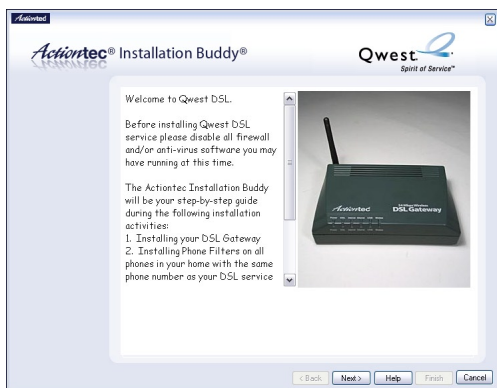 Actiontec
Actiontec® Installation Buddy®
Qwest.
Spirit of Service™
Welcome to Qwest DSL.
Before installing Qwest DSL
service please disable all firewall
and/or anti-virus software you may
have running at this time.
The Actiontec Installation Buddy
will be your step-by-step guide
during the following installation
activities:
1. Installing your DSL Gateway
2. Installing Phone Filters on all
phones in your home with the same
phone number as your DSL service
Actiontec
DSL Gateway
< Back
Next >
Help
Finish
Cancel